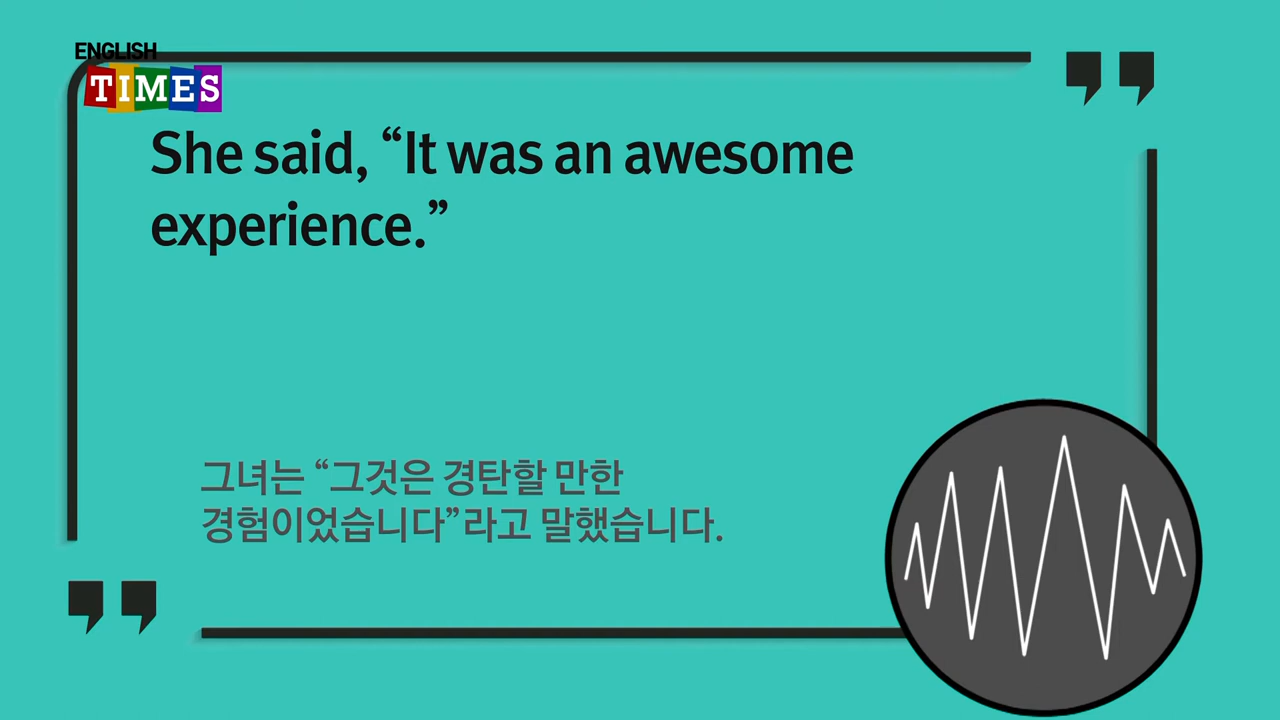 ENGLISH
TIMES
She said, “It was an awesome
experience.”
그녀는 “그것은 경탄할 만한
경험이었습니다”라고 말했습니다.